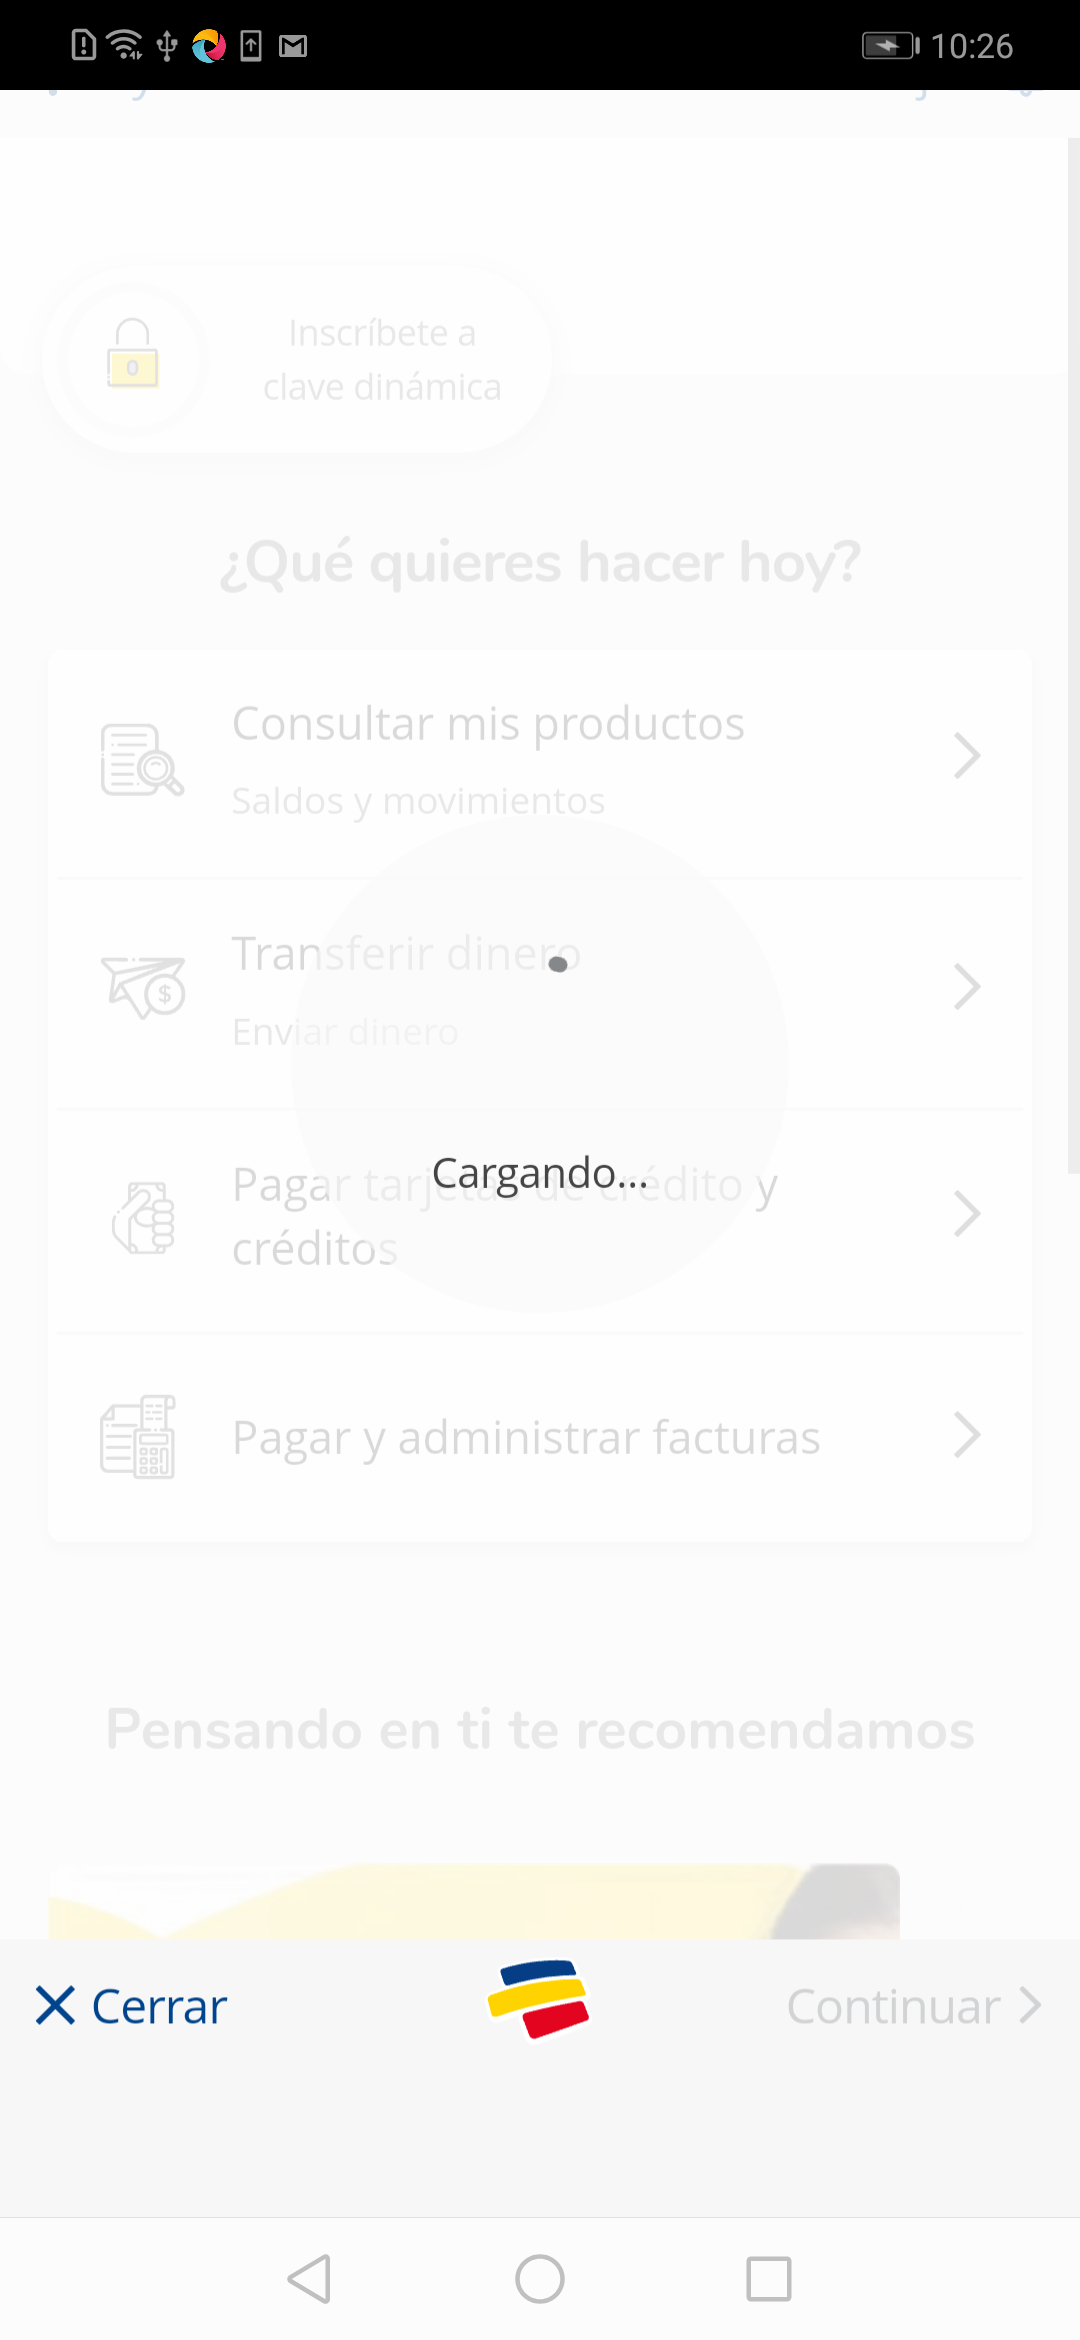 10:26
Inscríbete a
clave dinámica
¿Qué quieres hacer hoy?
Consultar mis productos
Saldos y movimientos
Transferir dinero
Enviar dinero
Pagar tarjetas de crédito y
créditos
Cargando...
Pagar y administrar facturas
Pensando en ti te recomendamos
Cerrar
Continuar